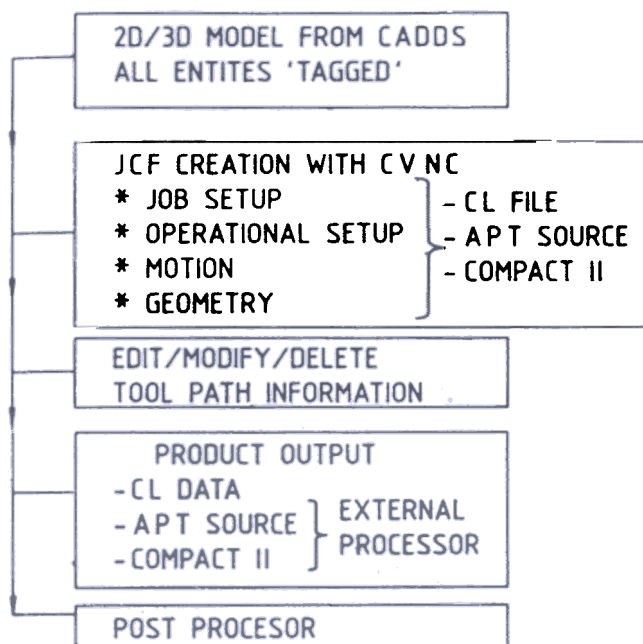 2D/3D MODEL FROM CADDS
ALL ENTITES 'TAGGED'
JCF CREATION WITH CVNC
* JOB SETUP
* OPERATIONAL SETUP
* MOTION
* GEOMETRY
- CL FILE
- APT SOURCE
- COMPACT II
EDIT/MODIFY/DELETE
TOOL PATH INFORMATION
PRODUCT OUTPUT
- CL DATA
- APT SOURCE
- COMPACT II
EXTERNAL
PROCESSOR
POST PROCESOR